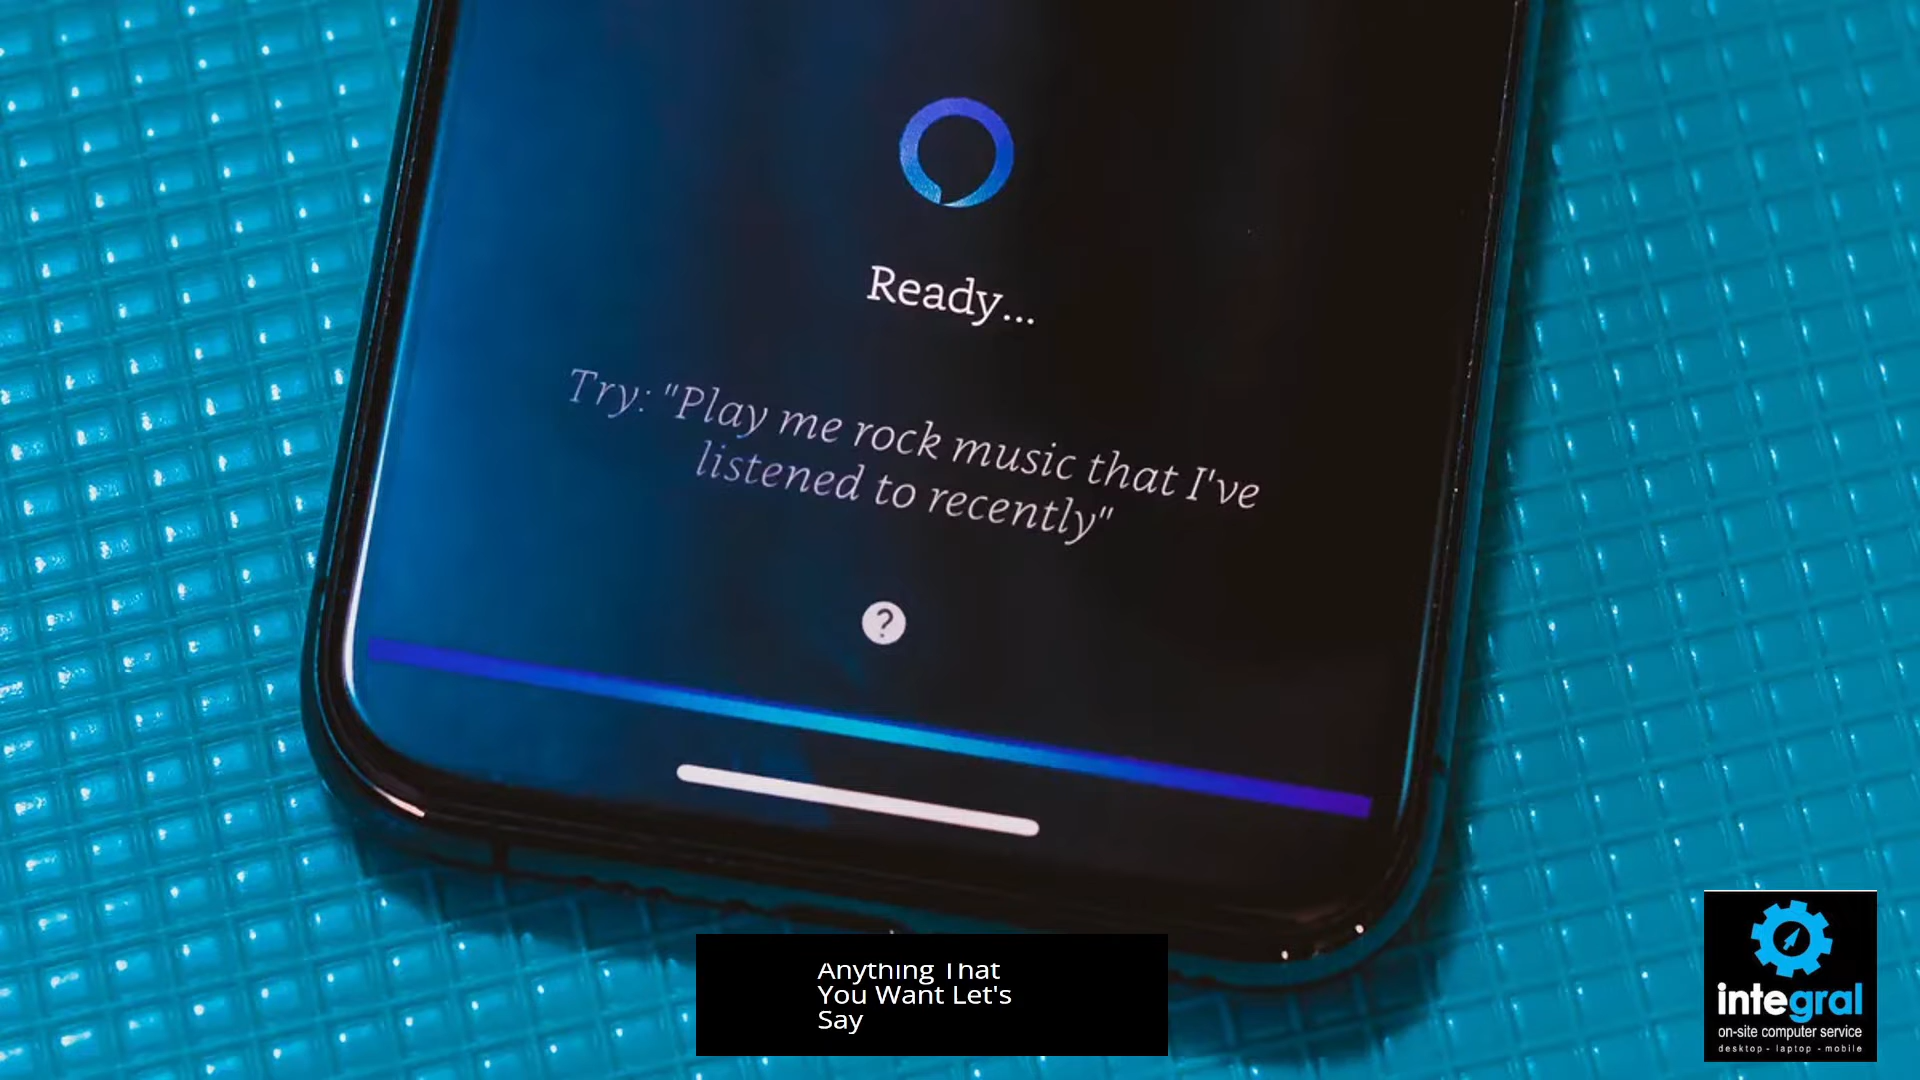 Ready...
Try: "Play me rock music that I've
listened to recently"
?
Anything That
You Want Let's
Say
integral
on-site computer service
desktop - laptop - mobile